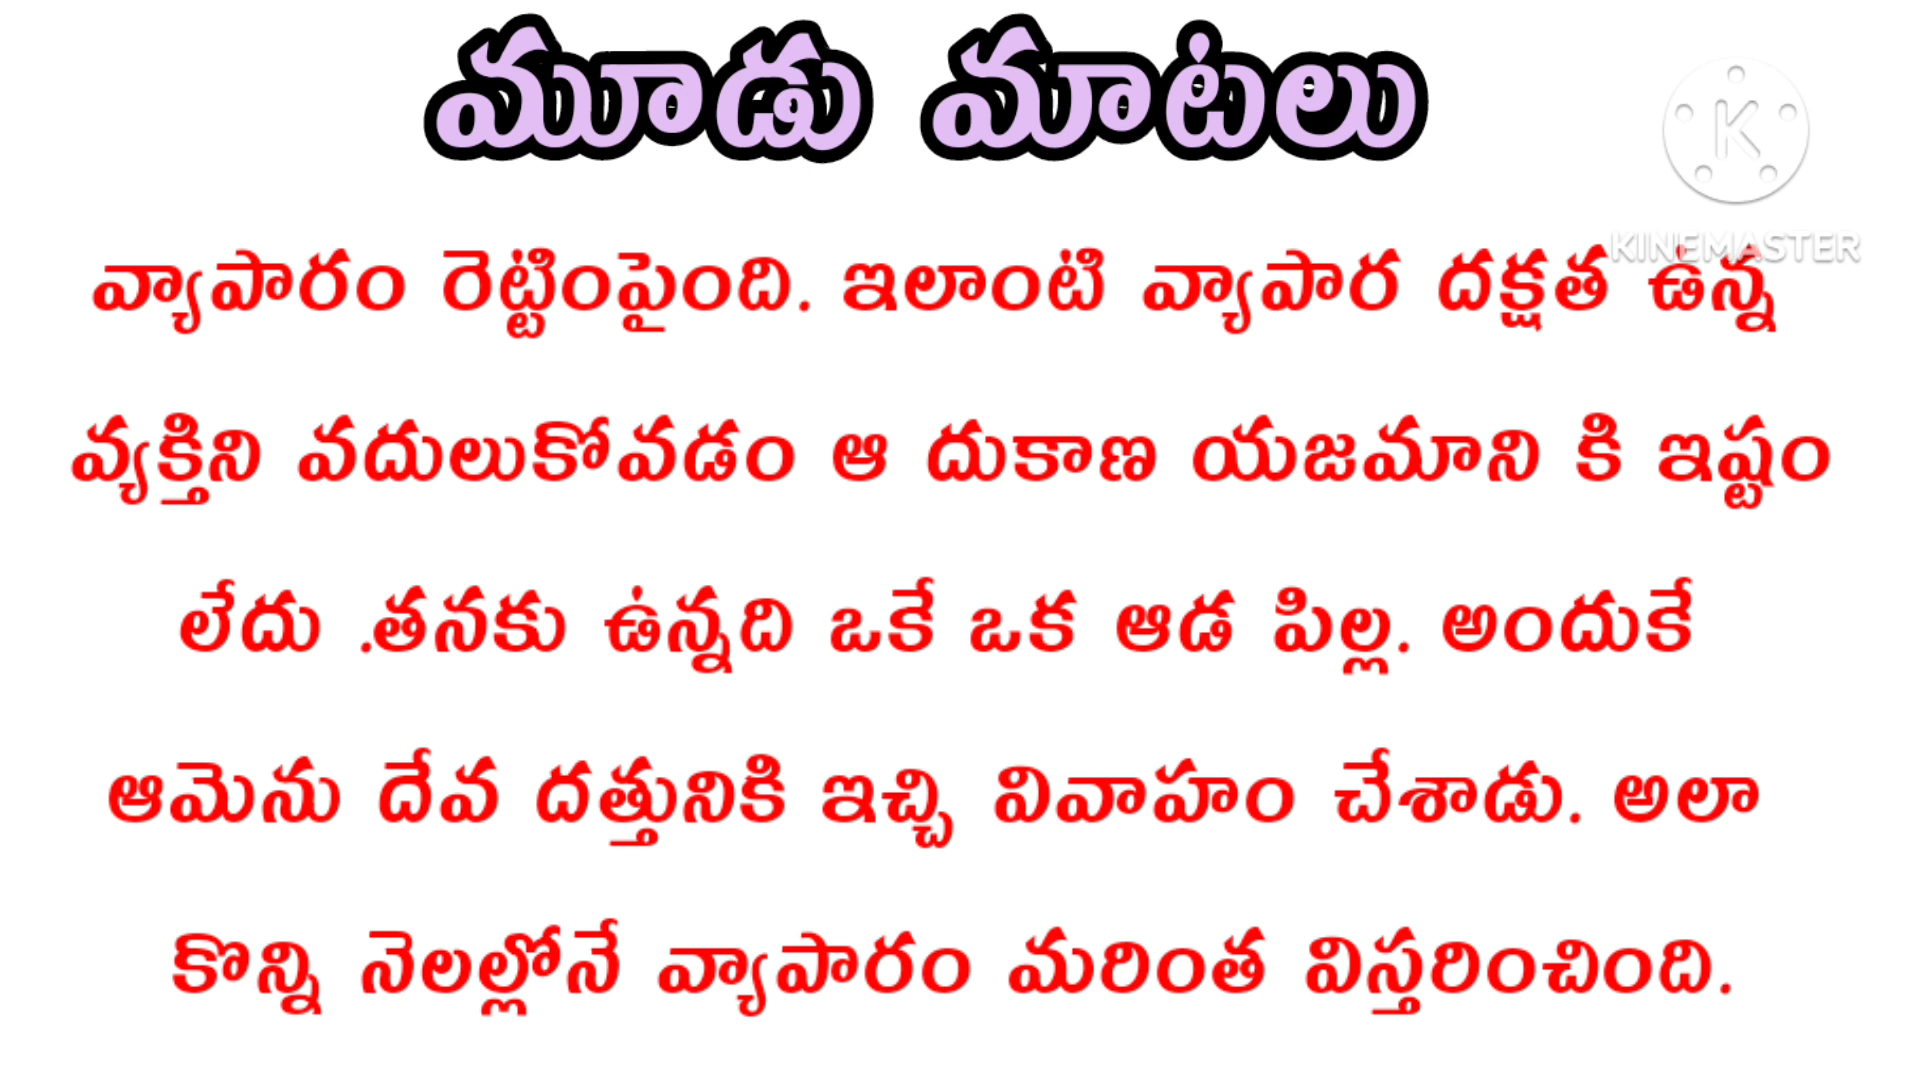 మూడు మాటలు
KINEMASTER
వ్యాపారం రెట్టింపైంది. ఇలాంటి వ్యాపార దక్షత ఉన్న
వ్యక్తిని వదులుకోవడం ఆ దుకాణ యజమాని కి ఇష్టం
లేదు .తనకు ఉన్నది ఒకే ఒక ఆడ పిల్ల. అందుకే
ఆమెను దేవ దత్తునికి ఇచ్చి వివాహం చేశాడు. అలా
కొన్ని నెలల్లోనే వ్యాపారం మరింత విస్తరించింది.